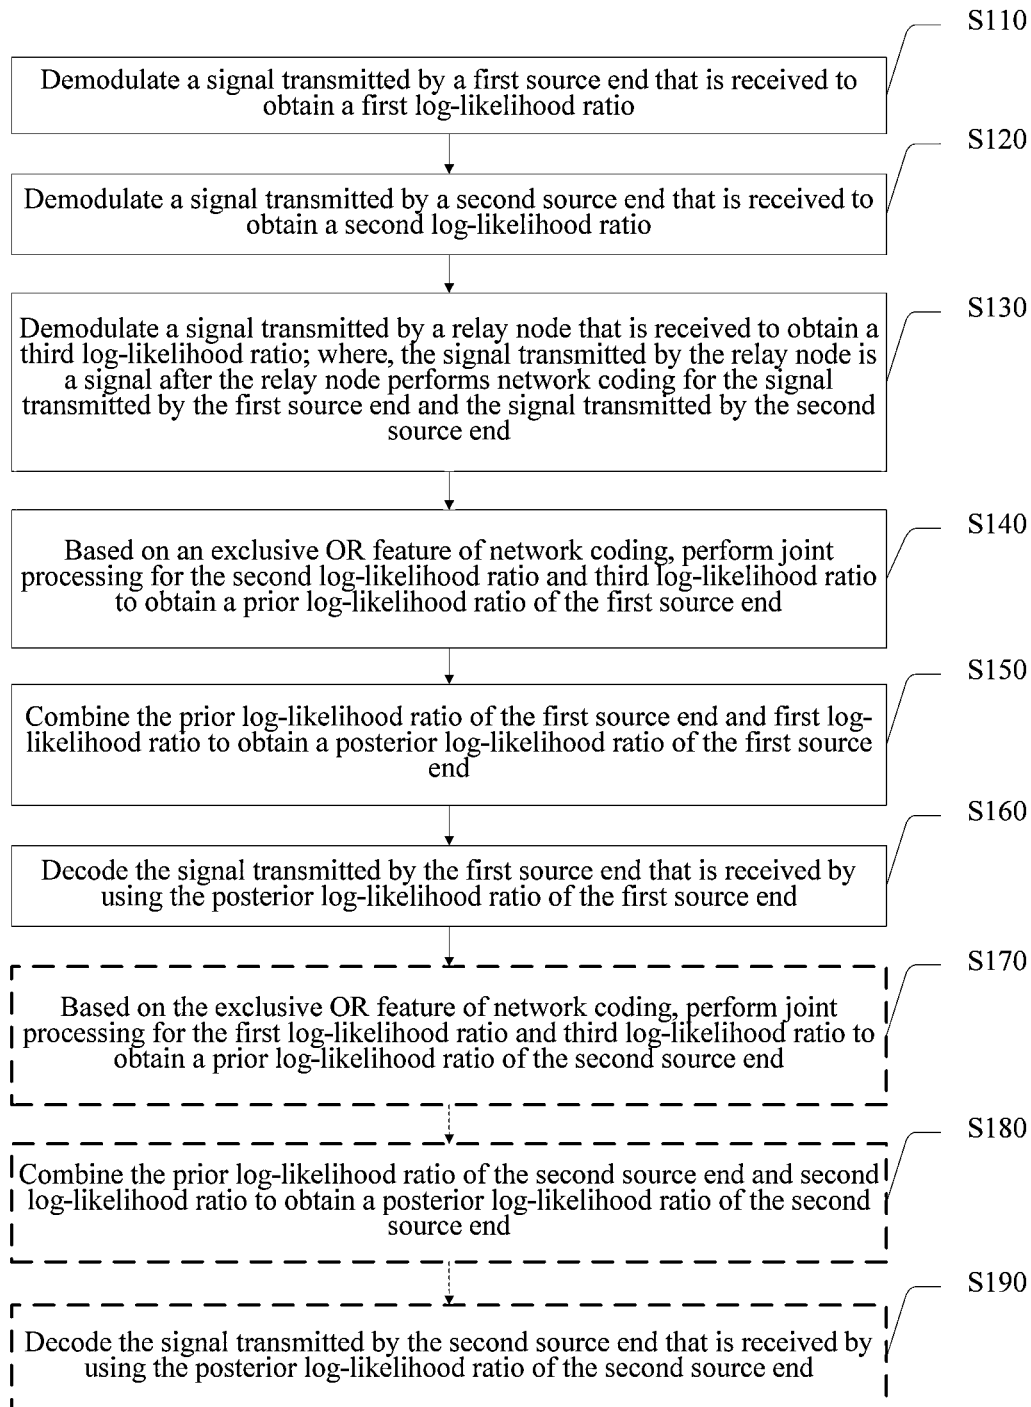 S110
Demodulate a signal transmitted by a first source end that is received to
obtain a first log-likelihood ratio
S120
Demodulate a signal transmitted by a second source end that is received to
obtain a second log-likelihood ratio
S130
Demodulate a signal transmitted by a relay node that is received to obtain a
third log-likelihood ratio; where, the signal transmitted by the relay node is
a signal after the relay node performs network coding for the signal
transmitted by the first source end and the signal transmitted by the second
source end
S140
Based on an exclusive OR feature of network coding, perform joint
processing for the second log-likelihood ratio and third log-likelihood ratio
to obtain a prior log-likelihood ratio of the first source end
S150
Combine the prior log-likelihood ratio of the first source end and first log-
likelihood ratio to obtain a posterior log-likelihood ratio of the first source
end
S160
Decode the signal transmitted by the first source end that is received by
using the posterior log-likelihood ratio of the first source end
S170
Based on the exclusive OR feature of network coding, perform joint
processing for the first log-likelihood ratio and third log-likelihood ratio to
obtain a prior log-likelihood ratio of the second source end
S180
Combine the prior log-likelihood ratio of the second source end and second
log-likelihood ratio to obtain a posterior log-likelihood ratio of the second
source end
S190
Decode the signal transmitted by the second source end that is received by
using the posterior log-likelihood ratio of the second source end